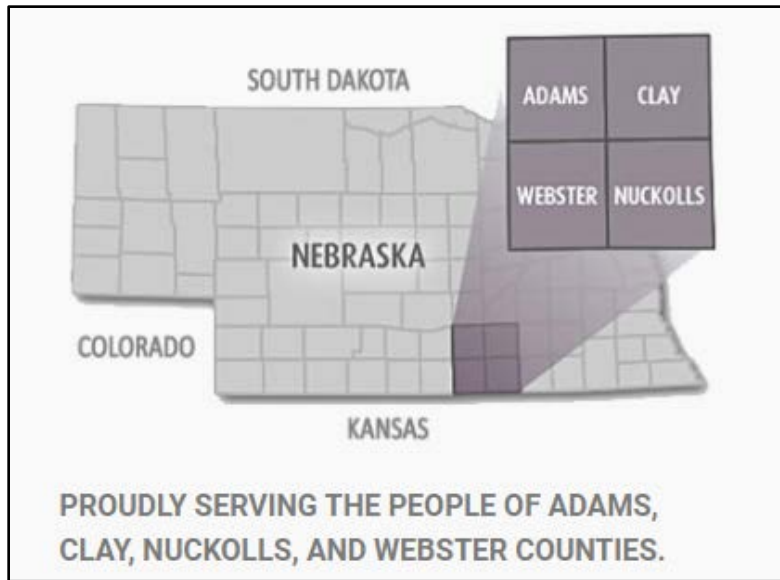 SOUTH DAKOTA
ADAMS
CLAY
WEBSTER
NUCKOLLS
NEBRASKA
COLORADO
KANSAS
PROUDLY SERVING THE PEOPLE OF ADAMS,
CLAY, NUCKOLLS, AND WEBSTER COUNTIES.